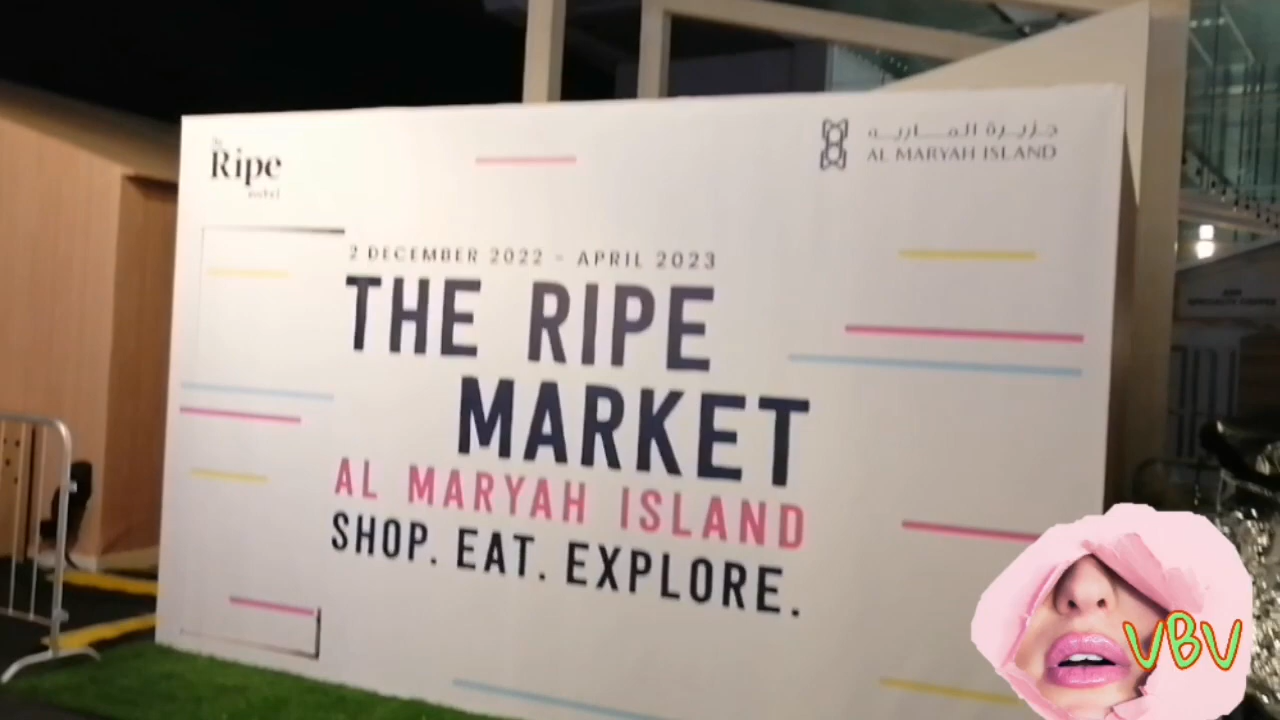 The
Ripe
market
جزيرة الماريه
AL MARYAH ISLAND
2 DECEMBER 2022 - APRIL 2023
THE RIPE
MARKET
AL MARYAH ISLAND
SHOP. EAT. EXPLORE.
VBV